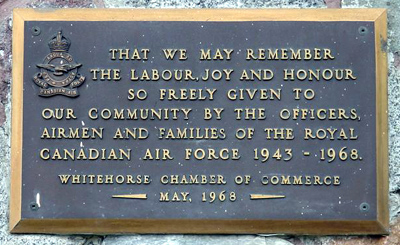 THAT WE MAY REMEMBER
THE LABOUR, JOY AND HONOUR
SO FREELY GIVEN TO
OUR COMMUNITY BY THE OFFICERS,
AIRMEN AND FAMILIES OF THE ROYAL
CANADIAN AIR FORCE 1943 - 1968.
WHITEHORSE CHAMBER OF COMMERCE
MAY, 1968